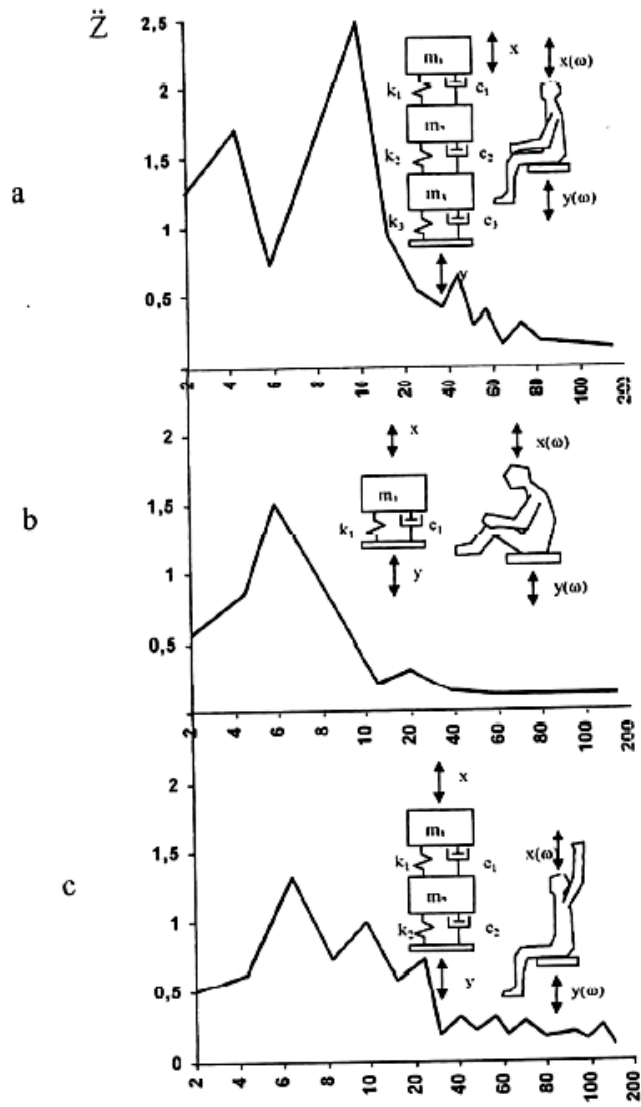 Z̈
2,5
2
1,5
1
0,5
a
m₁
k₁
c₁
k₂
c₂
k₃
c₃
x
x(ω)
y
y(ω)
2 4 6 8 10 20 40 60 80 100 200
b
2
1,5
1
0,5
x
x(ω)
m₁
k₁
c₁
y
y(ω)
2 4 6 10 20 40 60 80 100 200
c
2
1,5
1
0,5
0
x
m₁
k₁
c₁
k₂
c₂
y
x(ω)
y(ω)
2 4 6 8 10 20 40 60 80 100 200